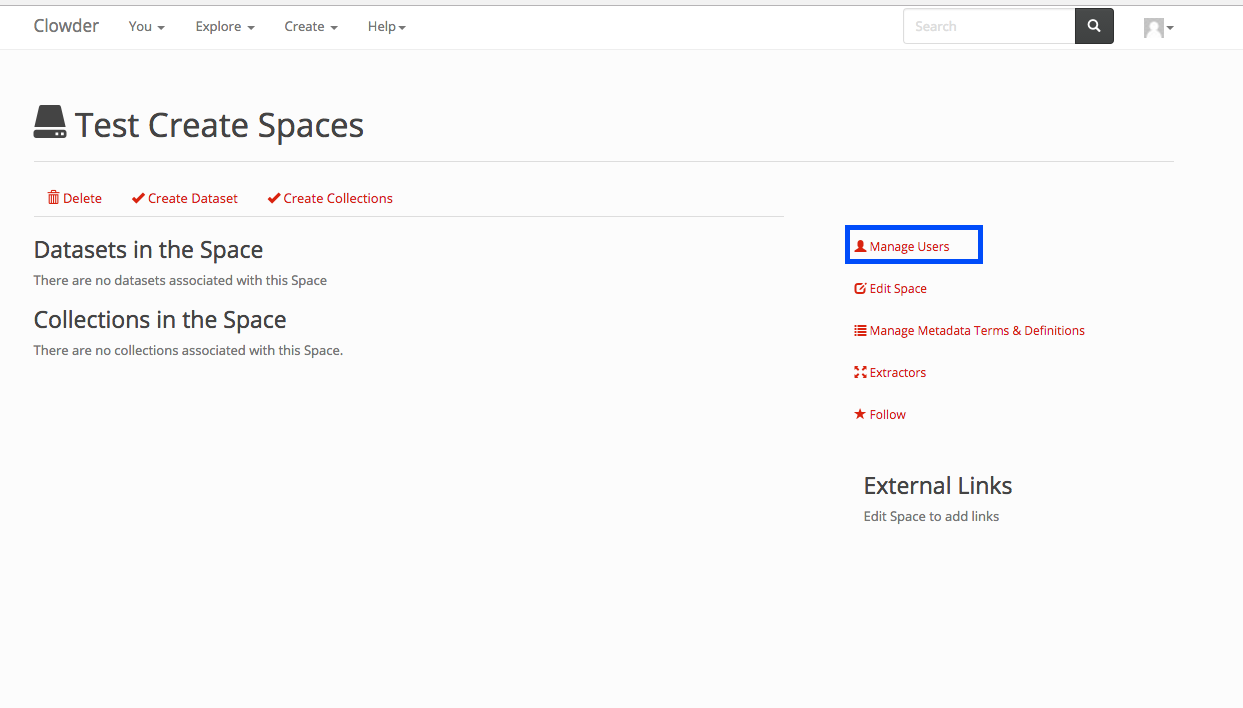 Clowder You Explore Create Help Search
Test Create Spaces
Delete Create Dataset Create Collections
Datasets in the Space
There are no datasets associated with this Space
Collections in the Space
There are no collections associated with this Space.
Manage Users
Edit Space
Manage Metadata Terms & Definitions
Extractors
Follow
External Links
Edit Space to add links